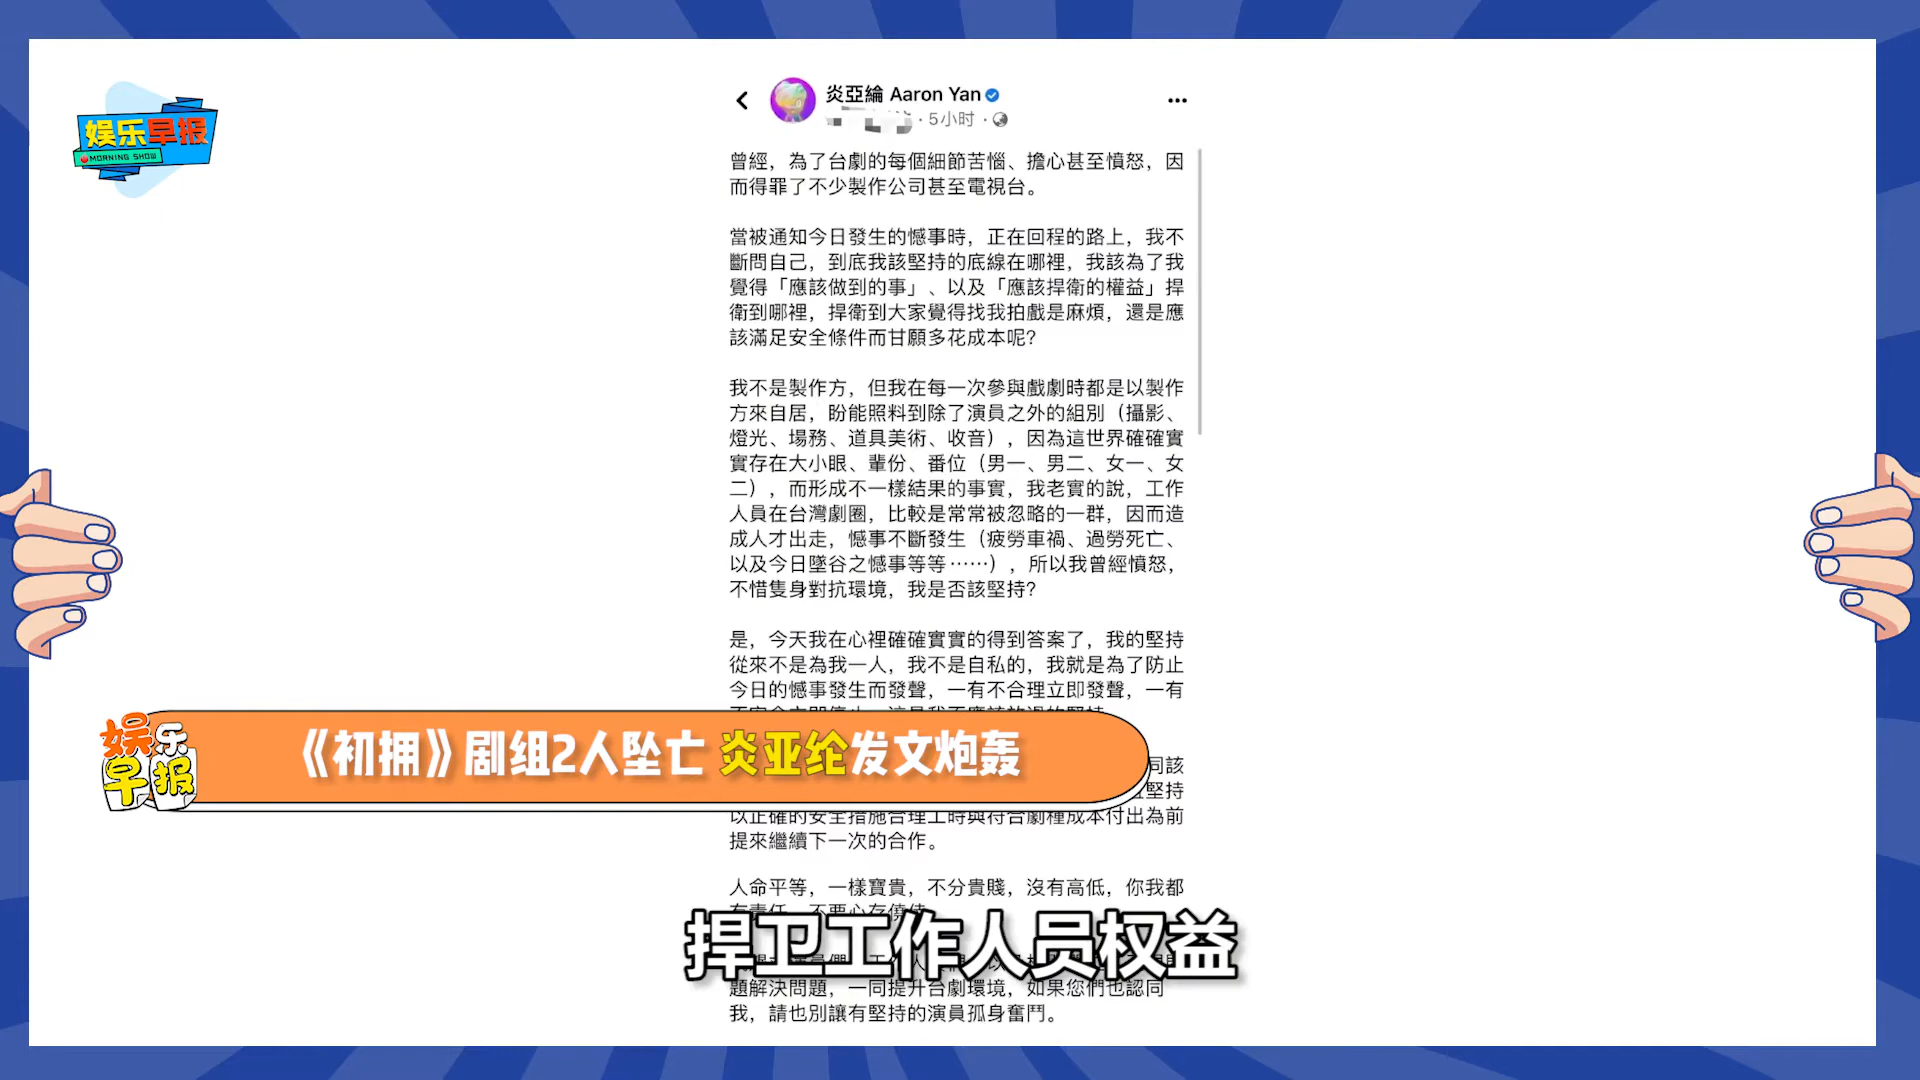 娱乐早报
MORNING SHOW
炎亞綸 Aaron Yan
· 5小时 ·
曾經，為了台劇的每個細節苦惱、擔心甚至憤怒，因
而得罪了不少製作公司甚至電視台。
當被通知今日發生的憾事時，正在回程的路上，我不
斷問自己，到底我該堅持的底線在哪裡，我該為了我
覺得「應該做到的事」、以及「應該捍衛的權益」捍
衛到哪裡，捍衛到大家覺得找我拍戲是麻煩，還是應
該滿足安全條件而甘願多花成本呢？
我不是製作方，但我在每一次參與戲劇時都是以製作
方來自居，盼能照料到除了演員之外的組別（攝影、
燈光、場務、道具美術、收音），因為這世界確確實
實存在大小眼、輩份、番位（男一、男二、女一、女
二），而形成不一樣結果的事實，我老實的說，工作
人員在台灣劇圈，比較是常常被忽略的一群，因而造
成人才出走，憾事不斷發生（疲勞車禍、過勞死亡、
以及今日墜谷之憾事等等⋯⋯），所以我曾經憤怒，
不惜隻身對抗環境，我是否該堅持？
是，今天我在心裡確確實實的得到答案了，我的堅持
從來不是為我一人，我不是自私的，我就是為了防止
今日的憾事發生而發聲，一有不合理立即發聲，一有
娱乐早报
《初拥》剧组2人坠亡 炎亚纶发文炮轰
同該
堅持
以正確的安全措施合理工時與符合劇種成本付出為前
提來繼續下一次的合作。
人命平等，一樣寶貴，不分貴賤，沒有高低，你我都
捍卫工作人员权益
題解決問題，一同提升台劇環境，如果您們也認同
我，請也別讓有堅持的演員孤身奮鬥。